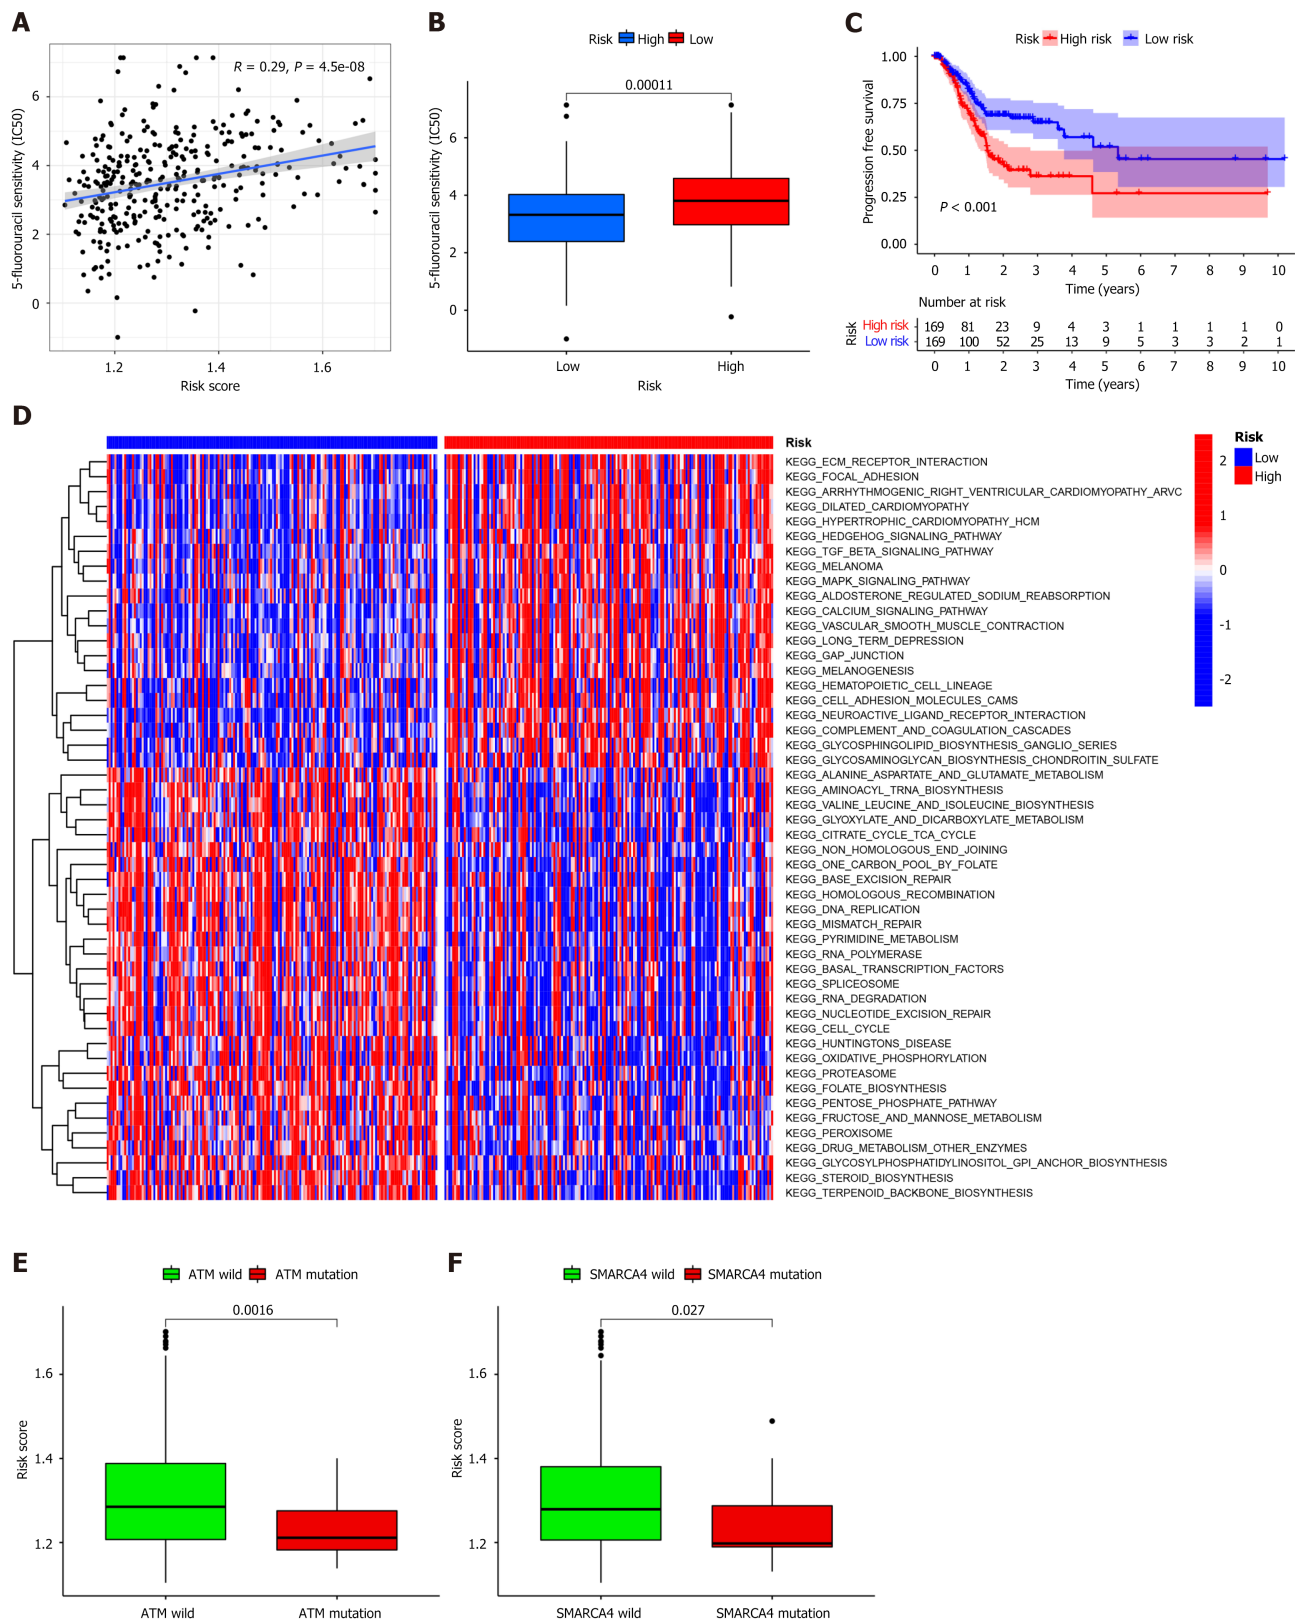 A
R = 0.29, P = 4.5e-08
5-fluorouracil sensitivity (IC50)
6
4
2
0
1.2 1.4 1.6
Risk score
B
Risk High Low
0.00011
5-fluorouracil sensitivity (IC50)
6
4
2
0
Low High
Risk
C
Risk High risk Low risk
Progression free survival
1.00
0.75
0.50
0.25
0.00
P < 0.001
0 1 2 3 4 5 6 7 8 9 10
Time (years)
Number at risk
Risk
High risk 169 81 23 9 4 3 1 1 1 1 0
Low risk 169 100 52 25 13 9 5 3 3 2 1
0 1 2 3 4 5 6 7 8 9 10
Time (years)
D
Risk
KEGG_ECM_RECEPTOR_INTERACTION
KEGG_FOCAL_ADHESION
KEGG_ARRHYTHMOGENIC_RIGHT_VENTRICULAR_CARDIOMYOPATHY_ARVC
KEGG_DILATED_CARDIOMYOPATHY
KEGG_HYPERTROPHIC_CARDIOMYOPATHY_HCM
KEGG_HEDGEHOG_SIGNALING_PATHWAY
KEGG_TGF_BETA_SIGNALING_PATHWAY
KEGG_MELANOMA
KEGG_MAPK_SIGNALING_PATHWAY
KEGG_ALDOSTERONE_REGULATED_SODIUM_REABSORPTION
KEGG_CALCIUM_SIGNALING_PATHWAY
KEGG_VASCULAR_SMOOTH_MUSCLE_CONTRACTION
KEGG_LONG_TERM_DEPRESSION
KEGG_GAP_JUNCTION
KEGG_MELANOGENESIS
KEGG_HEMATOPOIETIC_CELL_LINEAGE
KEGG_CELL_ADHESION_MOLECULES_CAMS
KEGG_NEUROACTIVE_LIGAND_RECEPTOR_INTERACTION
KEGG_COMPLEMENT_AND_COAGULATION_CASCADES
KEGG_GLYCOSPHINGOLIPID_BIOSYNTHESIS_GANGLIO_SERIES
KEGG_GLYCOSAMINOGLYCAN_BIOSYNTHESIS_CHONDROITIN_SULFATE
KEGG_ALANINE_ASPARTATE_AND_GLUTAMATE_METABOLISM
KEGG_AMINOACYL_TRNA_BIOSYNTHESIS
KEGG_VALINE_LEUCINE_AND_ISOLEUCINE_BIOSYNTHESIS
KEGG_GLYOXYLATE_AND_DICARBOXYLATE_METABOLISM
KEGG_CITRATE_CYCLE_TCA_CYCLE
KEGG_NON_HOMOLOGOUS_END_JOINING
KEGG_ONE_CARBON_POOL_BY_FOLATE
KEGG_BASE_EXCISION_REPAIR
KEGG_HOMOLOGOUS_RECOMBINATION
KEGG_DNA_REPLICATION
KEGG_MISMATCH_REPAIR
KEGG_PYRIMIDINE_METABOLISM
KEGG_RNA_POLYMERASE
KEGG_BASAL_TRANSCRIPTION_FACTORS
KEGG_SPLICEOSOME
KEGG_RNA_DEGRADATION
KEGG_NUCLEOTIDE_EXCISION_REPAIR
KEGG_CELL_CYCLE
KEGG_HUNTINGTONS_DISEASE
KEGG_OXIDATIVE_PHOSPHORYLATION
KEGG_PROTEASOME
KEGG_FOLATE_BIOSYNTHESIS
KEGG_PENTOSE_PHOSPHATE_PATHWAY
KEGG_FRUCTOSE_AND_MANNOSE_METABOLISM
KEGG_PEROXISOME
KEGG_DRUG_METABOLISM_OTHER_ENZYMES
KEGG_GLYCOSYLPHOSPHATIDYLINOSITOL_GPI_ANCHOR_BIOSYNTHESIS
KEGG_STEROID_BIOSYNTHESIS
KEGG_TERPENOID_BACKBONE_BIOSYNTHESIS
2
1
0
-1
-2
Risk
Low
High
E
ATM wild ATM mutation
0.0016
Risk score
1.6
1.4
1.2
ATM wild ATM mutation
F
SMARCA4 wild SMARCA4 mutation
0.027
Risk score
1.6
1.4
1.2
SMARCA4 wild SMARCA4 mutation